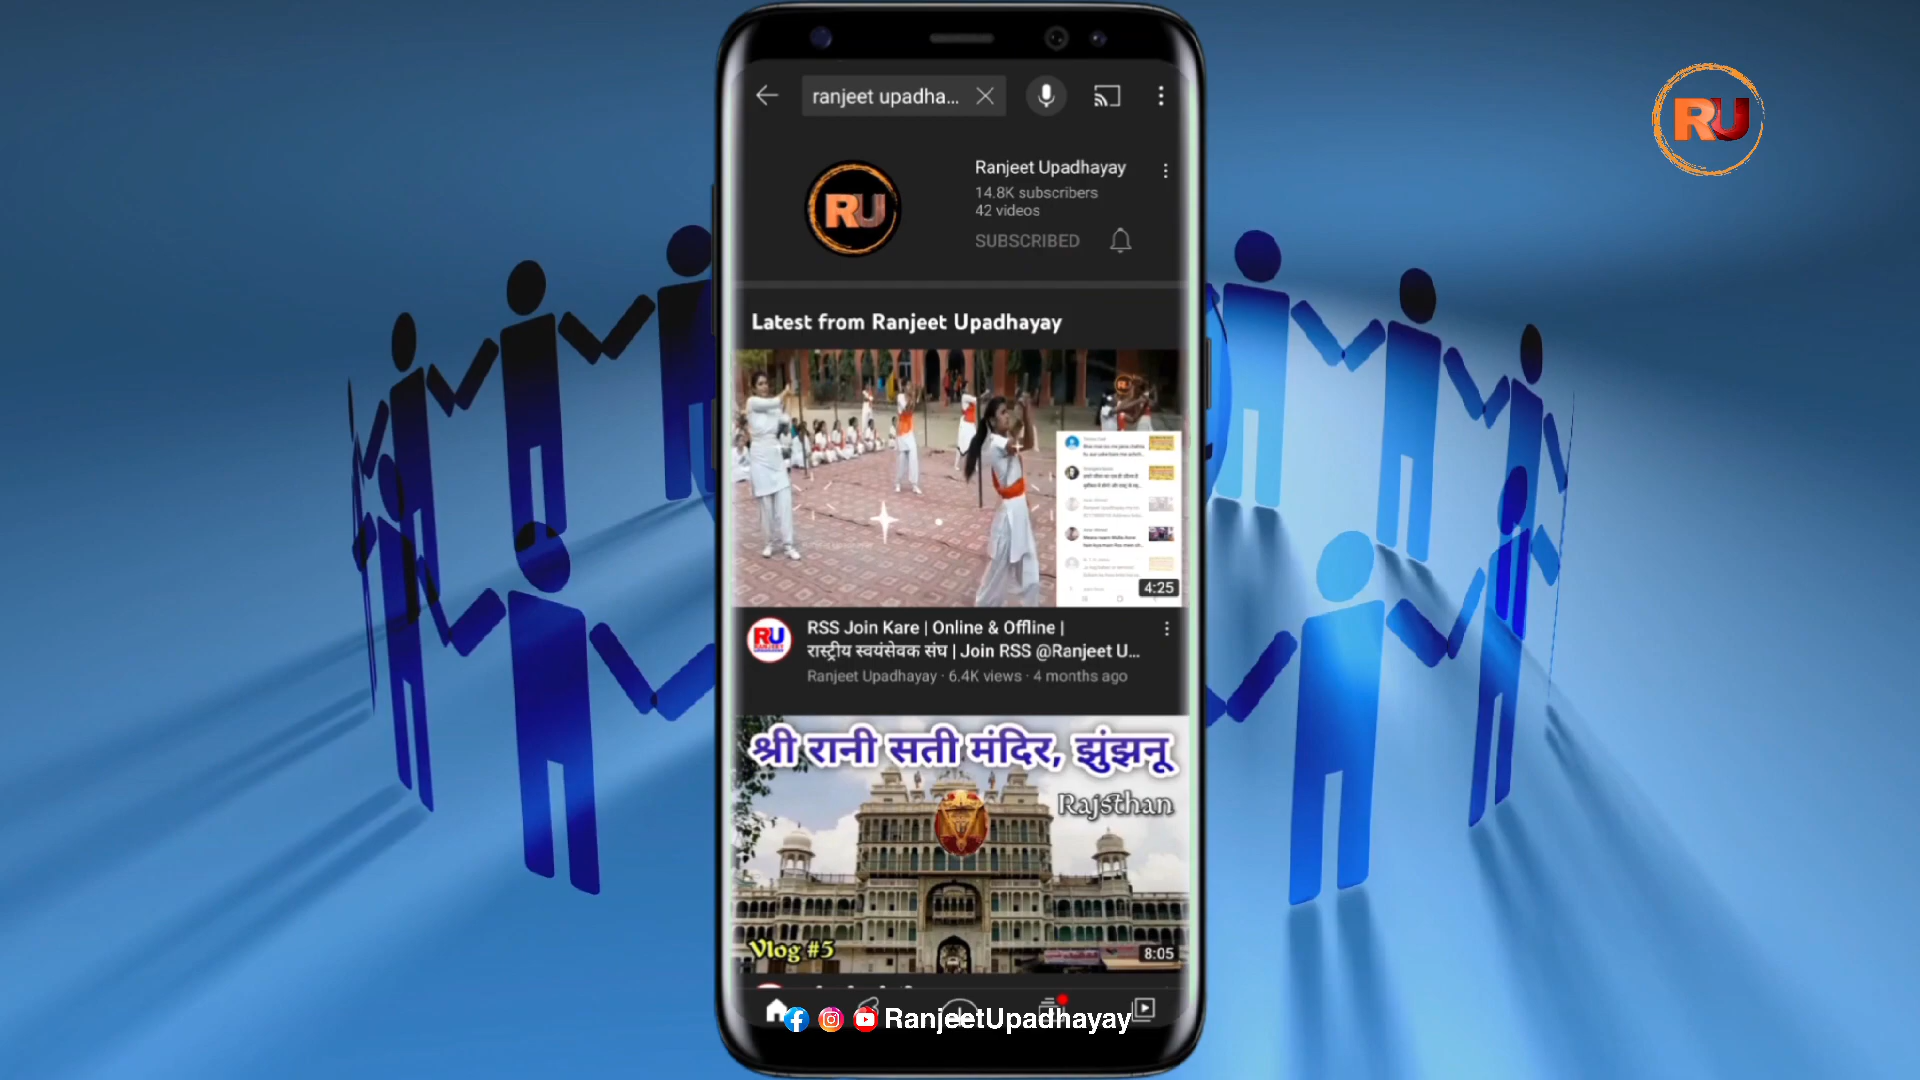 ranjeet upadha...
RU
Ranjeet Upadhayay
14.8K subscribers
42 videos
RU
SUBSCRIBED
Latest from Ranjeet Upadhayay
4:25
RU
RSS Join Kare | Online & Offline |
रास्ट्रीय स्वयंसेवक संघ | Join RSS @Ranjeet U...
Ranjeet Upadhayay · 6.4K views · 4 months ago
श्री रानी सती मंदिर, झुंझनू
Rajsthan
Vlog #5
8:05
RanjeetUpadhayay